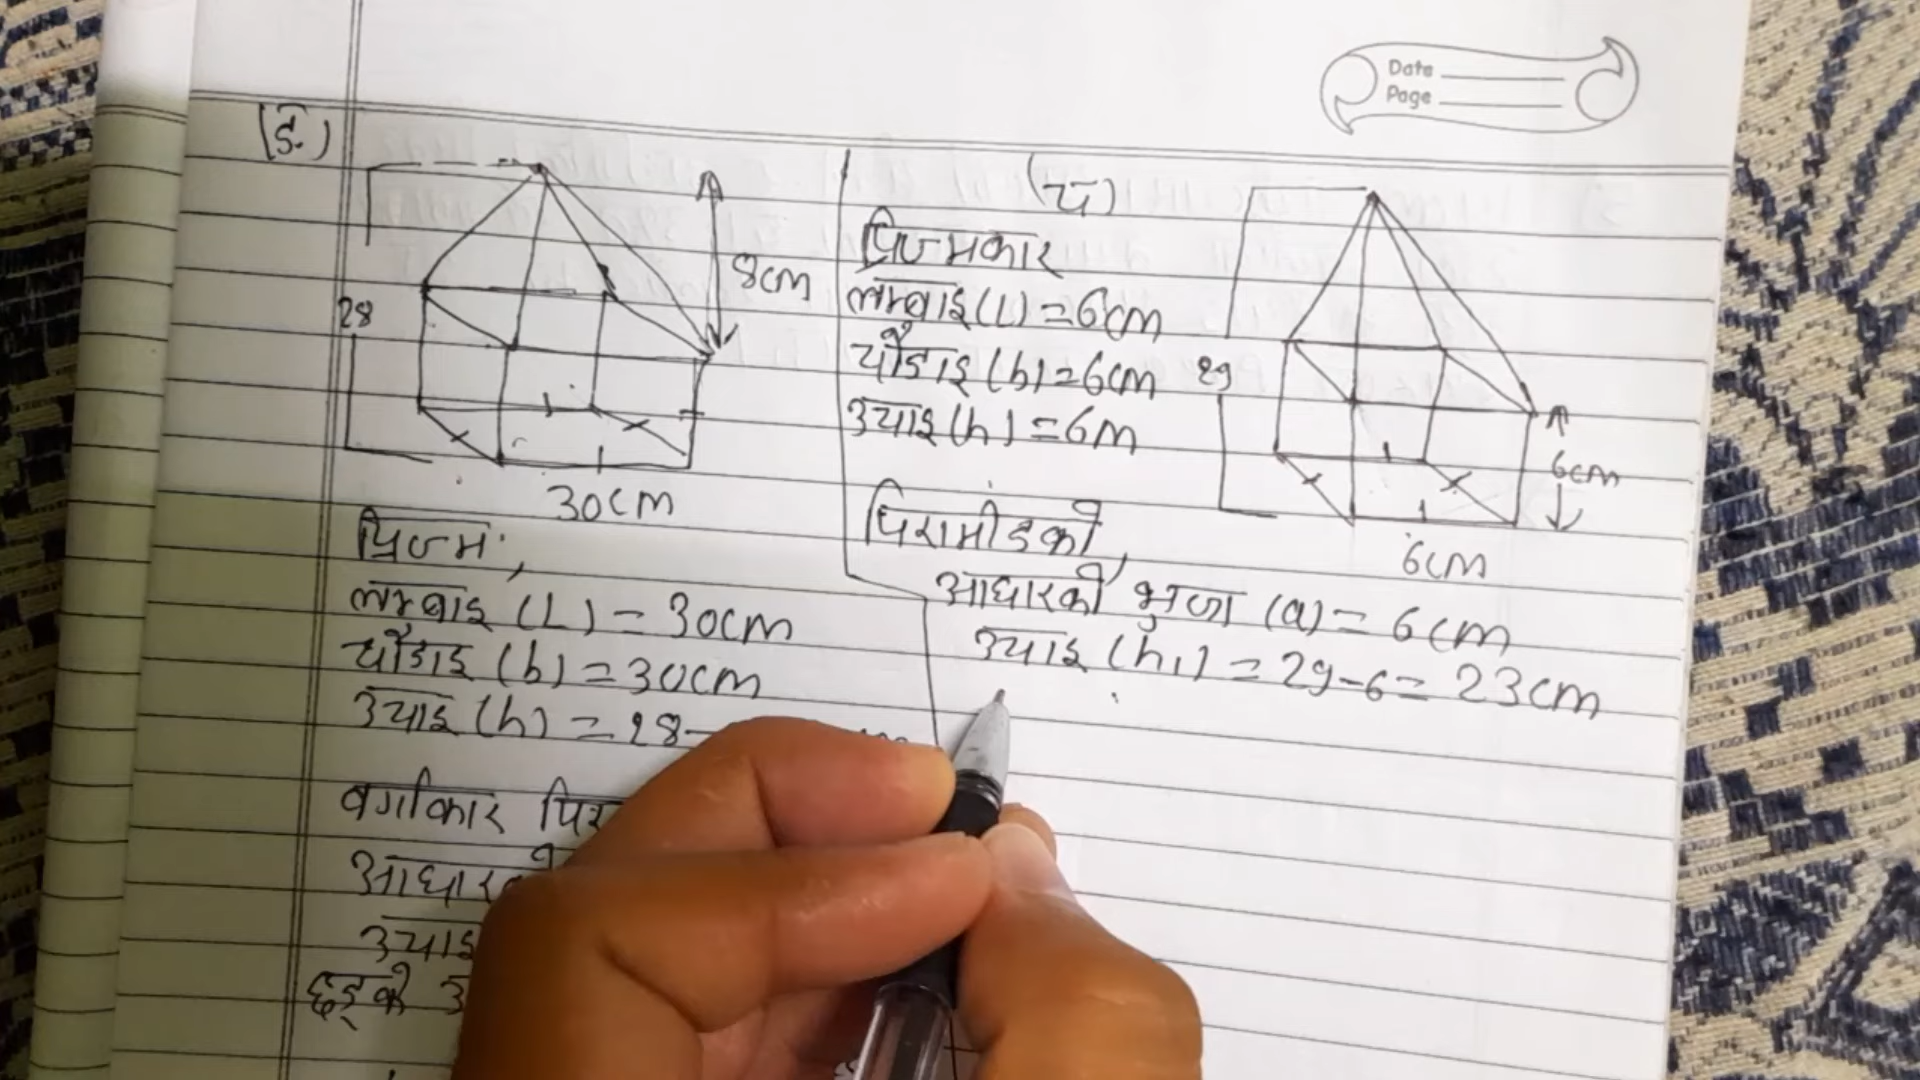 Date
Page
(ङ)
8cm
28
30cm
प्रिज्म,
लम्बाइ (L) = 30cm
चौडाइ (b) = 30cm
उचाइ (h) = 28-
वर्गाकार
आधारको
उचाइ
(च)
प्रिज्मकार
लम्बाइ (L) = 6cm
चौडाइ (b) = 6cm
उचाइ (h) = 6m
29
6cm
6cm
पिरामीडको,
आधारको भुजा (a) = 6cm
उचाइ (h1) = 29-6= 23cm